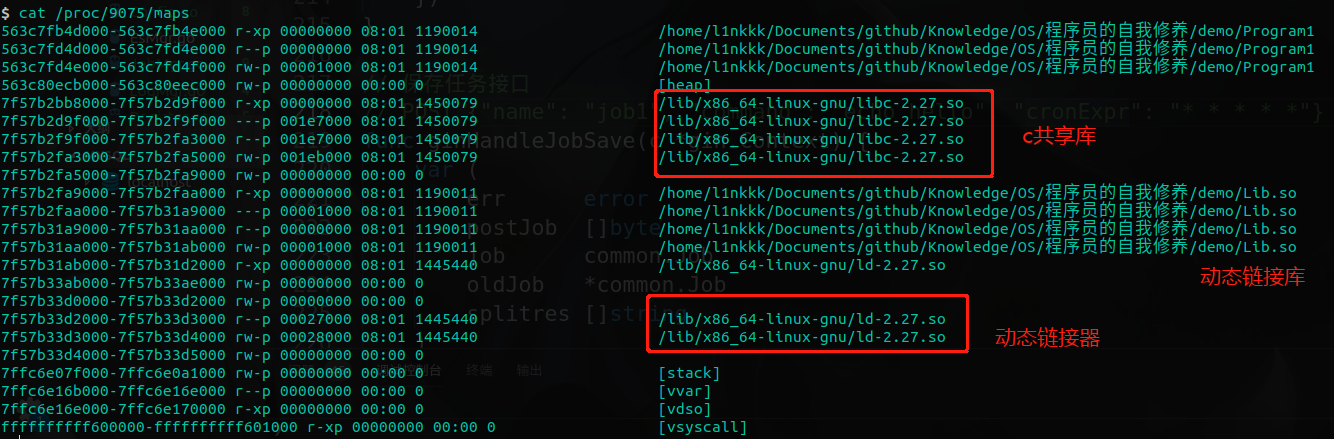 $ cat /proc/9075/maps
563c7fb4d000-563c7fb4e000 r-xp 00000000 08:01 1190014 /home/l1nkkk/Documents/github/Knowledge/OS/程序员的自我修养/demo/Program1
563c7fd4d000-563c7fd4e000 r--p 00000000 08:01 1190014 /home/l1nkkk/Documents/github/Knowledge/OS/程序员的自我修养/demo/Program1
563c7fd4e000-563c7fd4f000 rw-p 00001000 08:01 1190014 /home/l1nkkk/Documents/github/Knowledge/OS/程序员的自我修养/demo/Program1
563c80ecb000-563c80eec000 rw-p 00000000 00:00 0 [heap]
7f57b2bb8000-7f57b2d9f000 r-xp 00000000 08:01 1450079 /lib/x86_64-linux-gnu/libc-2.27.so
7f57b2d9f000-7f57b2f9f000 ---p 001e7000 08:01 1450079 /lib/x86_64-linux-gnu/libc-2.27.so
7f57b2f9f000-7f57b2fa3000 r--p 001e7000 08:01 1450079 /lib/x86_64-linux-gnu/libc-2.27.so
7f57b2fa3000-7f57b2fa5000 rw-p 001eb000 08:01 1450079 /lib/x86_64-linux-gnu/libc-2.27.so
c共享库
7f57b2fa5000-7f57b2fa9000 rw-p 00000000 00:00 0
7f57b2fa9000-7f57b2faa000 r-xp 00000000 08:01 1190011 /home/l1nkkk/Documents/github/Knowledge/OS/程序员的自我修养/demo/Lib.so
7f57b2faa000-7f57b31a9000 ---p 00001000 08:01 1190011 /home/l1nkkk/Documents/github/Knowledge/OS/程序员的自我修养/demo/Lib.so
7f57b31a9000-7f57b31aa000 r--p 00000000 08:01 1190011 /home/l1nkkk/Documents/github/Knowledge/OS/程序员的自我修养/demo/Lib.so
7f57b31aa000-7f57b31ab000 rw-p 00001000 08:01 1190011 /home/l1nkkk/Documents/github/Knowledge/OS/程序员的自我修养/demo/Lib.so
7f57b31ab000-7f57b31d2000 r-xp 00000000 08:01 1445440 /lib/x86_64-linux-gnu/ld-2.27.so
动态链接库
7f57b33ab000-7f57b33ae000 rw-p 00000000 00:00 0
7f57b33d0000-7f57b33d2000 rw-p 00000000 00:00 0
7f57b33d2000-7f57b33d3000 r--p 00027000 08:01 1445440 /lib/x86_64-linux-gnu/ld-2.27.so
7f57b33d3000-7f57b33d4000 rw-p 00028000 08:01 1445440 /lib/x86_64-linux-gnu/ld-2.27.so
动态链接器
7f57b33d4000-7f57b33d5000 rw-p 00000000 00:00 0
7ffc6e07f000-7ffc6e0a1000 rw-p 00000000 00:00 0 [stack]
7ffc6e16b000-7ffc6e16e000 r--p 00000000 00:00 0 [vvar]
7ffc6e16e000-7ffc6e170000 r-xp 00000000 00:00 0 [vdso]
ffffffffff600000-ffffffffff601000 r-xp 00000000 00:00 0 [vsyscall]